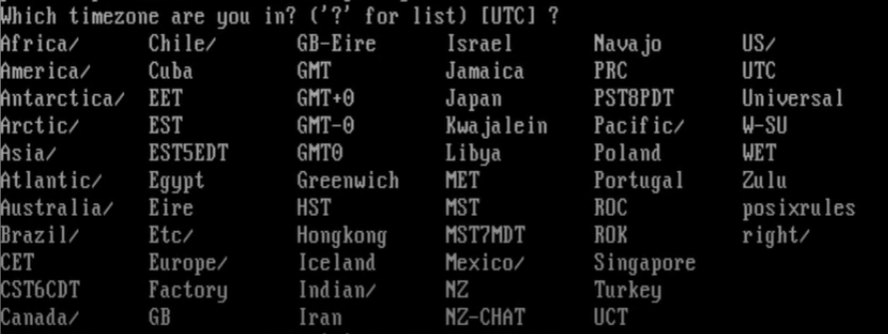 Which timezone are you in? ('?' for list) [UTC] ?
Africa/ Chile/ GB-Eire Israel Navajo US/
America/ Cuba GMT Jamaica PRC UTC
Antarctica/ EET GMT+0 Japan PST8PDT Universal
Arctic/ EST GMT-0 Kwajalein Pacific/ W-SU
Asia/ EST5EDT GMT0 Libya Poland WET
Atlantic/ Egypt Greenwich MET Portugal Zulu
Australia/ Eire HST MST ROC posixrules
Brazil/ Etc/ Hongkong MST7MDT ROK right/
CET Europe/ Iceland Mexico/ Singapore
CST6CDT Factory Indian/ NZ Turkey
Canada/ GB Iran NZ-CHAT UCT